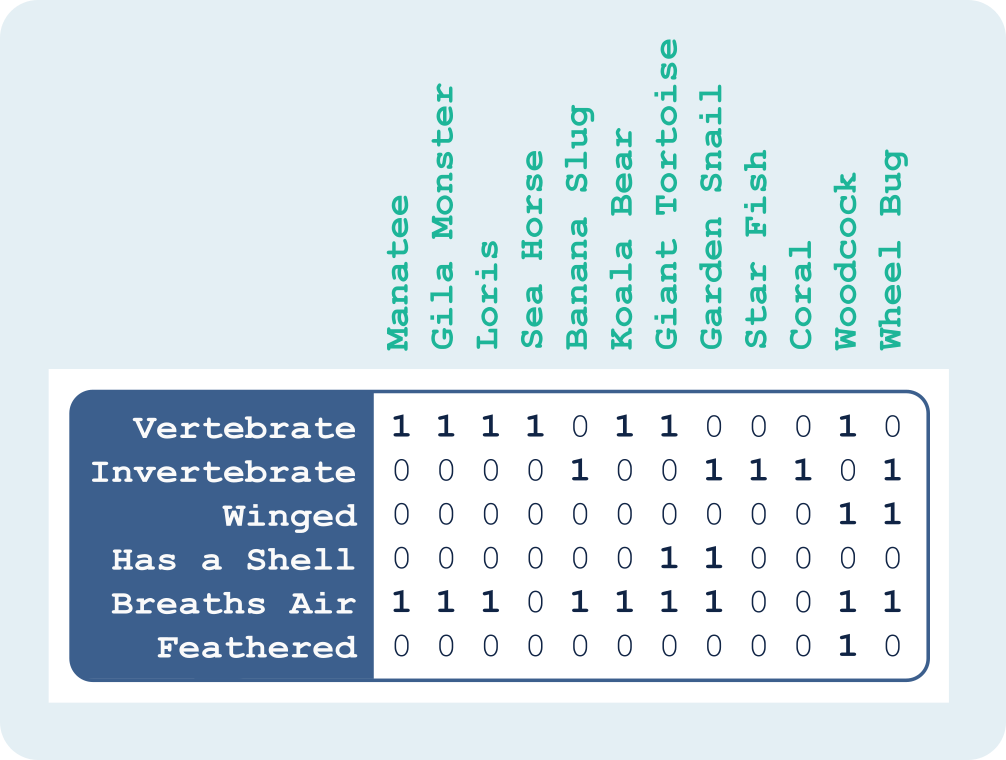 Manatee
Gila Monster
Loris
Sea Horse
Banana Slug
Koala Bear
Giant Tortoise
Garden Snail
Star Fish
Coral
Woodcock
Wheel Bug
Vertebrate 1 1 1 1 0 1 1 0 0 0 1 0
Invertebrate 0 0 0 0 1 0 0 1 1 1 0 1
Winged 0 0 0 0 0 0 0 0 0 0 1 1
Has a Shell 0 0 0 0 0 0 1 1 0 0 0 0
Breaths Air 1 1 1 0 1 1 1 1 0 0 1 1
Feathered 0 0 0 0 0 0 0 0 0 0 1 0